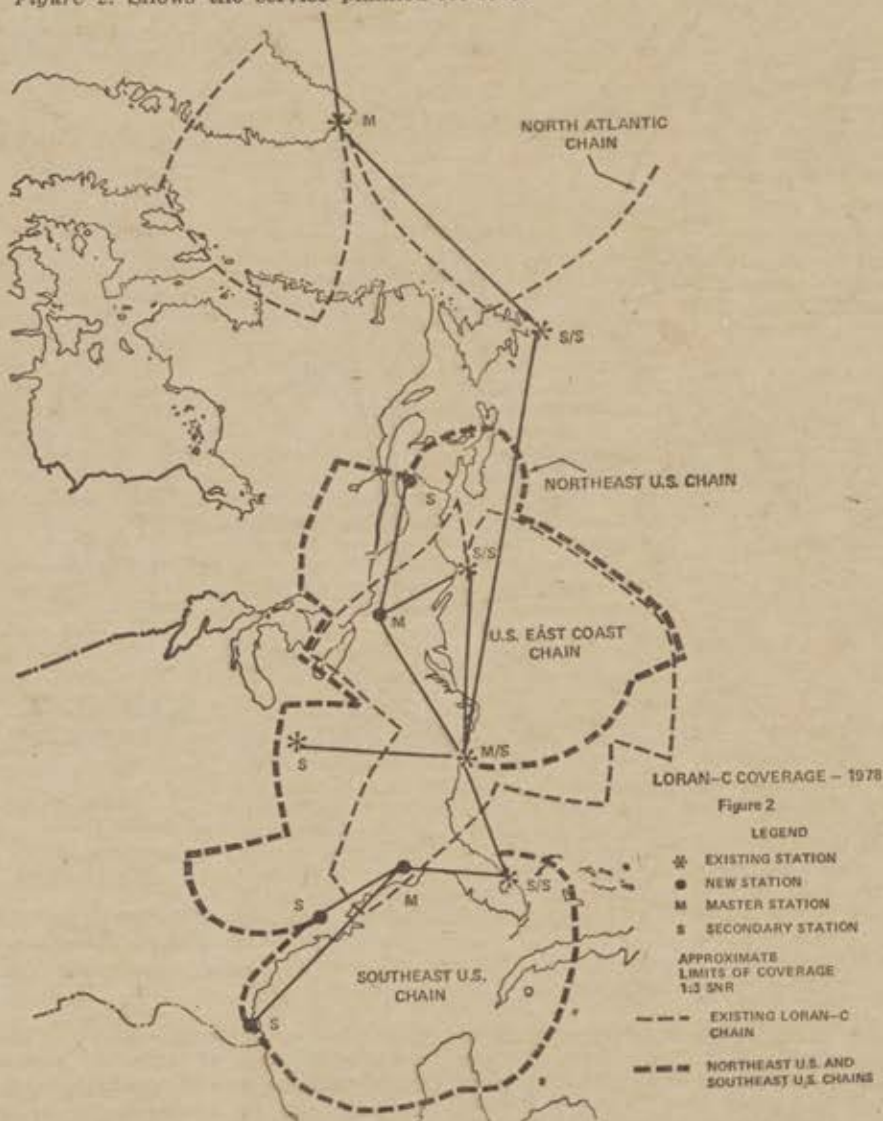 M
NORTH ATLANTIC
CHAIN
S/S
NORTHEAST U.S. CHAIN
S
S/S
M
U.S. EAST COAST
CHAIN
M/S
S
LORAN-C COVERAGE - 1978
Figure 2
LEGEND
EXISTING STATION
NEW STATION
M MASTER STATION
S SECONDARY STATION
APPROXIMATE
LIMITS OF COVERAGE
1:3 SNR
EXISTING LORAN-C
CHAIN
NORTHEAST U.S. AND
SOUTHEAST U.S. CHAINS
S/S
M
S
SOUTHEAST U.S.
CHAIN
S